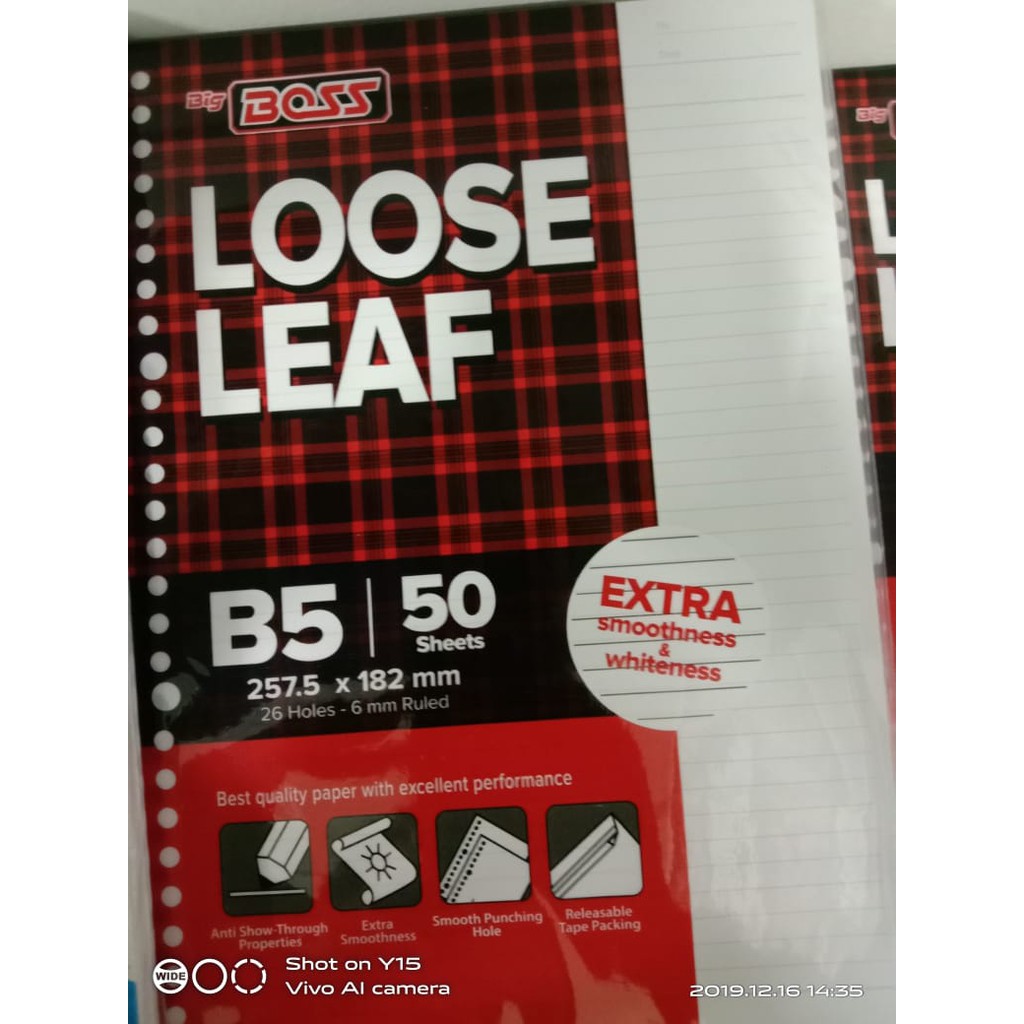 Big BOSS
LOOSE
LEAF
B5 | 50
Sheets
257.5 x 182 mm
26 Holes - 6 mm Ruled
EXTRA
smoothness
&
whiteness
Best quality paper with excellent performance
Anti Show-Through
Properties
Extra
Smoothness
Smooth Punching
Hole
Releasable
Tape Packing
Big
L
L
WIDE
Shot on Y15
Vivo AI camera
2019.12.16 14:35